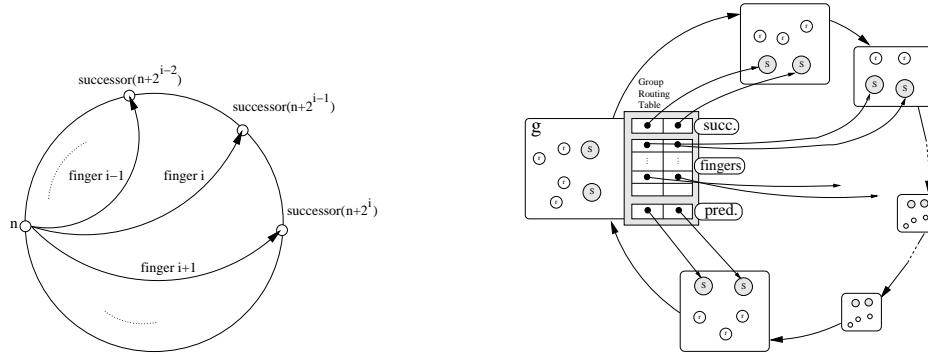 successor(n+2^{i−2})
successor(n+2^{i−1})
finger i−1
finger i
n
successor(n+2^i)
finger i+1
r
r
r
r
S
S
r
r
S
S
Group
Routing
Table
g
r
r
S
r
r
S
succ.
fingers
pred.
S
S
r
r
r